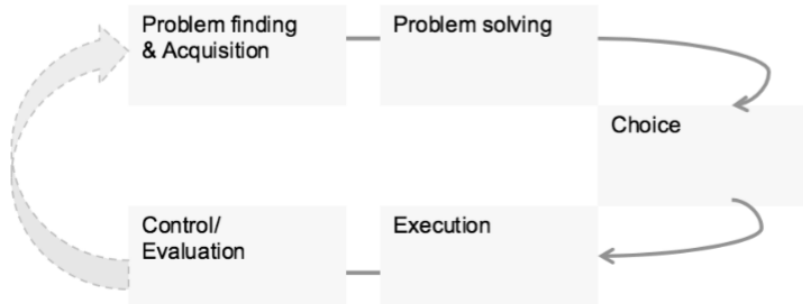 Problem finding
& Acquisition
Problem solving
Choice
Control/
Evaluation
Execution